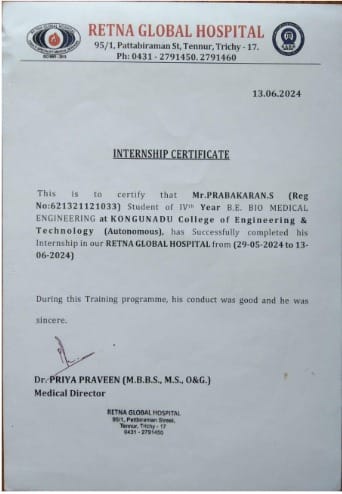 RETNA GLOBAL HOSPITAL
95/1, Pattabiraman St, Tennur, Trichy - 17.
Ph: 0431 - 2791450. 2791460
13.06.2024
INTERNSHIP CERTIFICATE
This is to certify that Mr.PRABAKARAN.S (Reg
No:621321121033) Student of IVth Year B.E. BIO MEDICAL
ENGINEERING at KONGUNADU College of Engineering &
Technology (Autonomous), has Successfully completed his
Internship in our RETNA GLOBAL HOSPITAL from (29-05-2024 to 13-
06-2024)
During this Training programme, his conduct was good and he was
sincere.
Dr. PRIYA PRAVEEN (M.B.B.S., M.S., O&G.)
Medical Director
RETNA GLOBAL HOSPITAL
95/1, Pattabiraman Street,
Tennur, Trichy - 17
0431 - 2791450